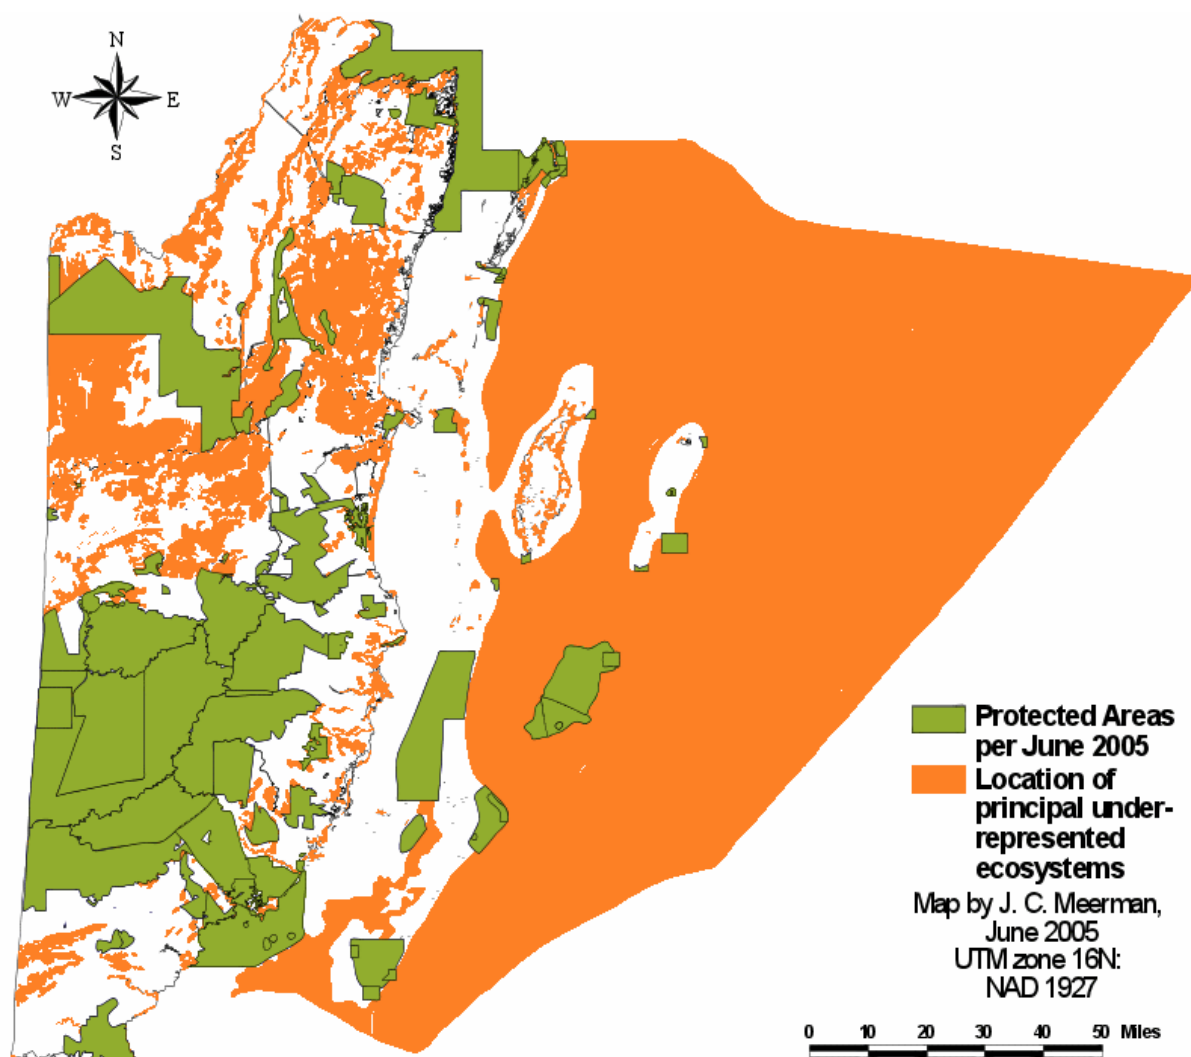 N
W E
S
Protected Areas
per June 2005
Location of
principal under-
represented
ecosystems
Map by J. C. Meerman,
June 2005
UTM zone 16N:
NAD 1927
0 10 20 30 40 50 Miles